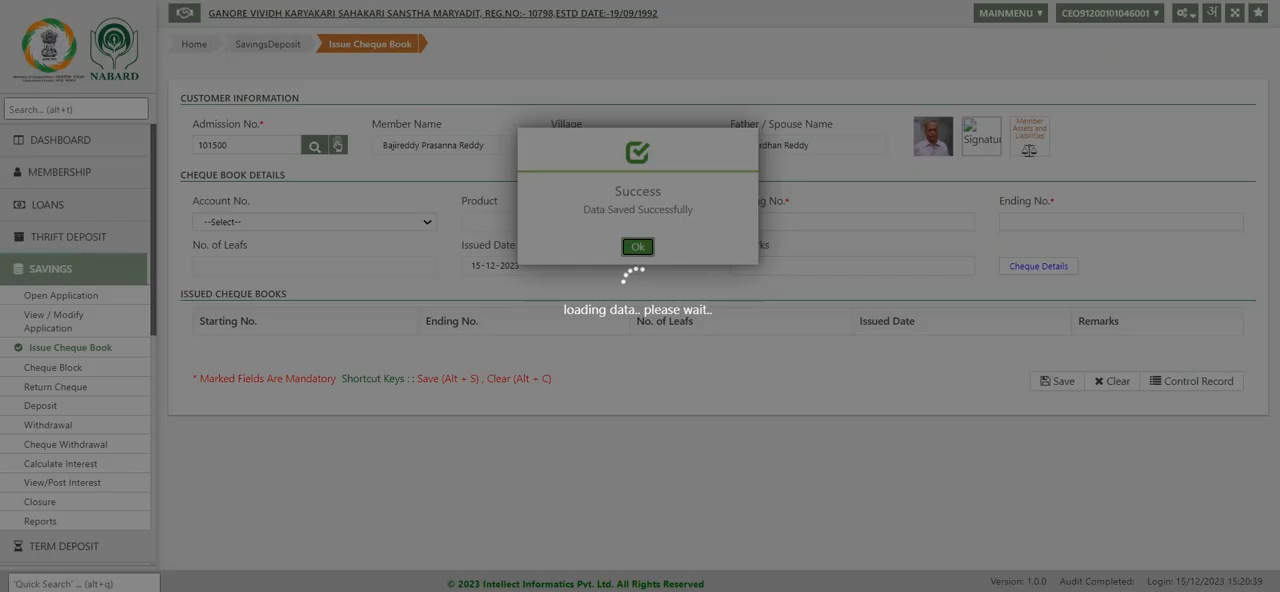 GANORE VIVIDH KARYAKARI SAHAKARI SANSTHA MARYADIT, REG.NO:- 10798,ESTD DATE:-19/09/1992
MAINMENU ▾ CEO91200101046001 ▾ अ
NABARD
Home SavingsDeposit Issue Cheque Book
Search... (alt+t)
DASHBOARD
MEMBERSHIP
LOANS
THRIFT DEPOSIT
SAVINGS
Open Application
View / Modify
Application
Issue Cheque Book
Cheque Block
Return Cheque
Deposit
Withdrawal
Cheque Withdrawal
Calculate Interest
View/Post Interest
Closure
Reports
TERM DEPOSIT
'Quick Search' ... (alt+q)
CUSTOMER INFORMATION
Admission No.* Member Name Village Father / Spouse Name
101500 Bajireddy Prasanna Reddy rdhan Reddy
Signatur
Member
Assets and
Liabilities
CHEQUE BOOK DETAILS
Account No. Product g No.* Ending No.*
--Select--
No. of Leafs Issued Date ks
15-12-2023 Cheque Details
Success
Data Saved Successfully
Ok
loading data.. please wait..
ISSUED CHEQUE BOOKS
Starting No. Ending No. No. of Leafs Issued Date Remarks
* Marked Fields Are Mandatory Shortcut Keys : : Save (Alt + S) , Clear (Alt + C)
Save Clear Control Record
© 2023 Intellect Informatics Pvt. Ltd. All Rights Reserved
Version: 1.0.0 Audit Completed: Login: 15/12/2023 15:20:39